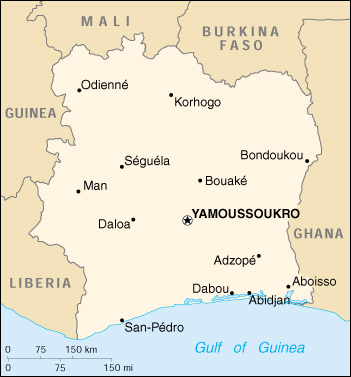 MALI
BURKINA
FASO
Odienné
Korhogo
GUINEA
Séguéla
Bondoukou
Man
Bouaké
Daloa
YAMOUSSOUKRO
GHANA
Adzopé
LIBERIA
Dabou
Aboisso
Abidjan
San-Pédro
Gulf of Guinea
0 75 150 km
0 75 150 mi